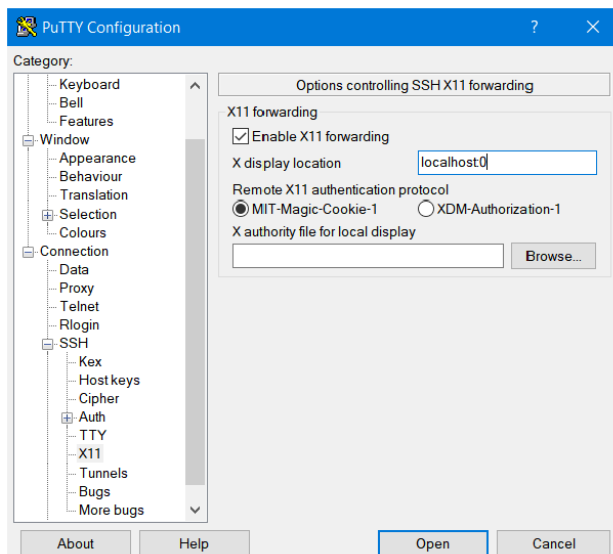 PuTTY Configuration
?
Category:
Keyboard
Bell
Features
Window
Appearance
Behaviour
Translation
Selection
Colours
Connection
Data
Proxy
Telnet
Rlogin
SSH
Kex
Host keys
Cipher
Auth
TTY
X11
Tunnels
Bugs
More bugs
Options controlling SSH X11 forwarding
X11 forwarding
Enable X11 forwarding
X display location
localhost:0
Remote X11 authentication protocol
MIT-Magic-Cookie-1
XDM-Authorization-1
X authority file for local display
Browse...
About
Help
Open
Cancel